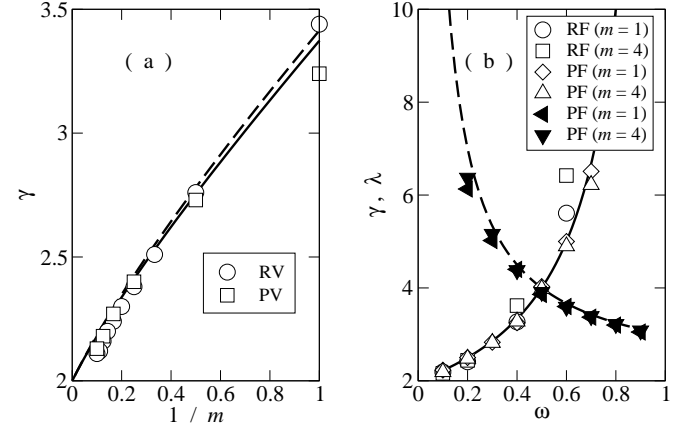 3.5
3
2.5
2
γ
( a )
RV
PV
0
0.2
0.4
0.6
0.8
1
1 / m
10
8
6
4
2
γ, λ
( b )
RF (m = 1)
RF (m = 4)
PF (m = 1)
PF (m = 4)
PF (m = 1)
PF (m = 4)
0
0.2
0.4
0.6
0.8
1
ω